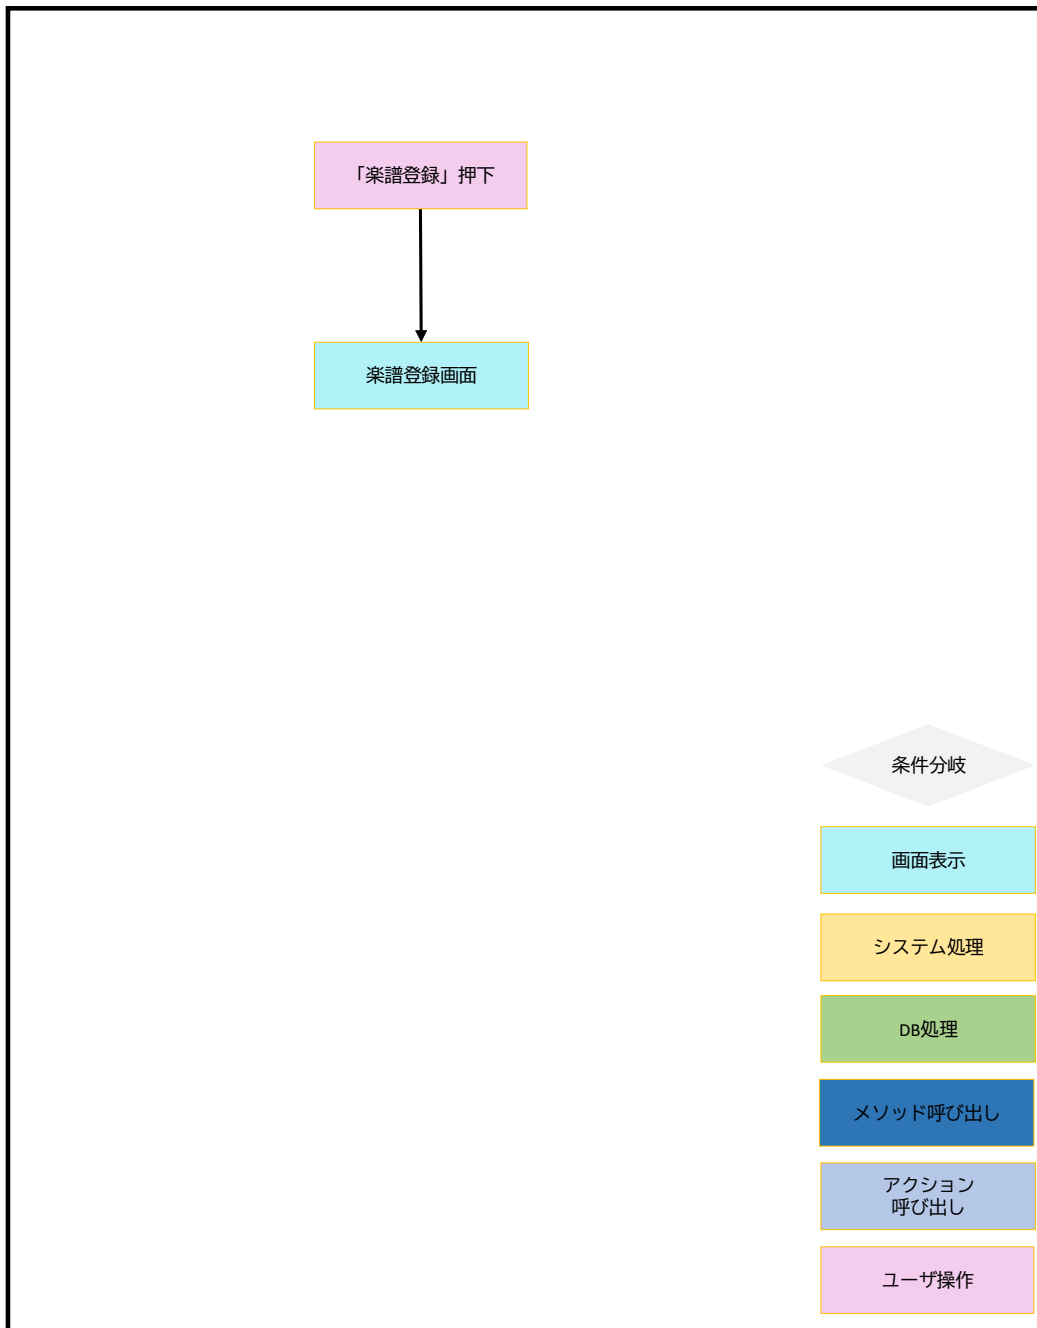 「楽譜登録」押下
楽譜登録画面
条件分岐
画面表示
システム処理
DB処理
メソッド呼び出し
アクション
呼び出し
ユーザ操作